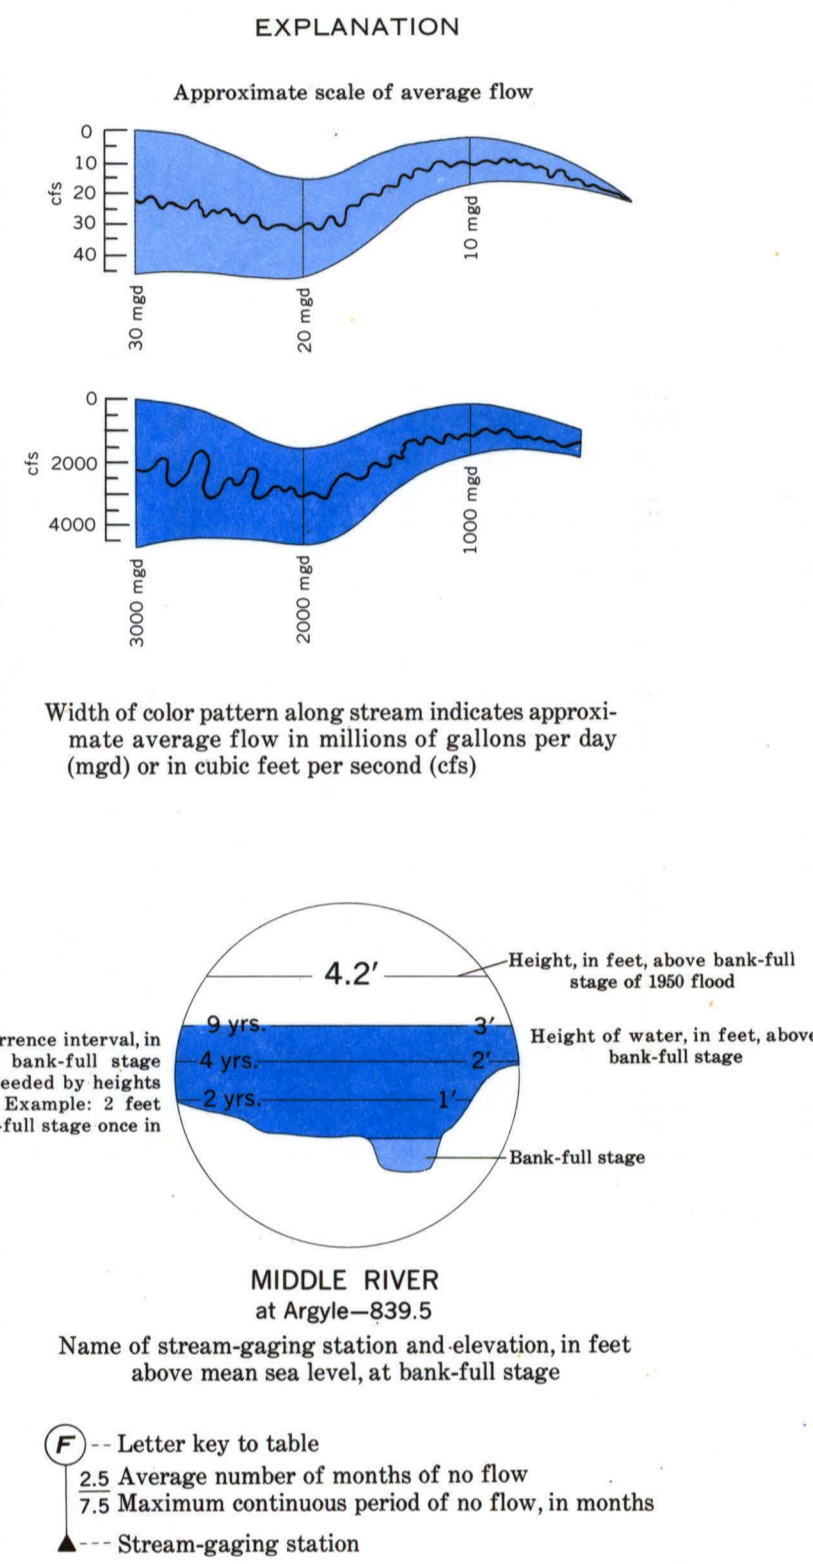 EXPLANATION
Approximate scale of average flow
0
10
20
30
40
cfs
30 mgd
20 mgd
10 mgd
0
2000
4000
cfs
3000 mgd
2000 mgd
1000 mgd
Width of color pattern along stream indicates approxi-
mate average flow in millions of gallons per day
(mgd) or in cubic feet per second (cfs)
4.2′
Height, in feet, above bank-full
stage of 1950 flood
9 yrs. 3′
4 yrs. 2′
2 yrs. 1′
Height of water, in feet, above
bank-full stage
rrence interval, in
bank-full stage
eeded by heights
Example: 2 feet
-full stage once in
Bank-full stage
MIDDLE RIVER
at Argyle—839.5
Name of stream-gaging station and elevation, in feet
above mean sea level, at bank-full stage
F -- Letter key to table
2.5 Average number of months of no flow
7.5 Maximum continuous period of no flow, in months
--- Stream-gaging station